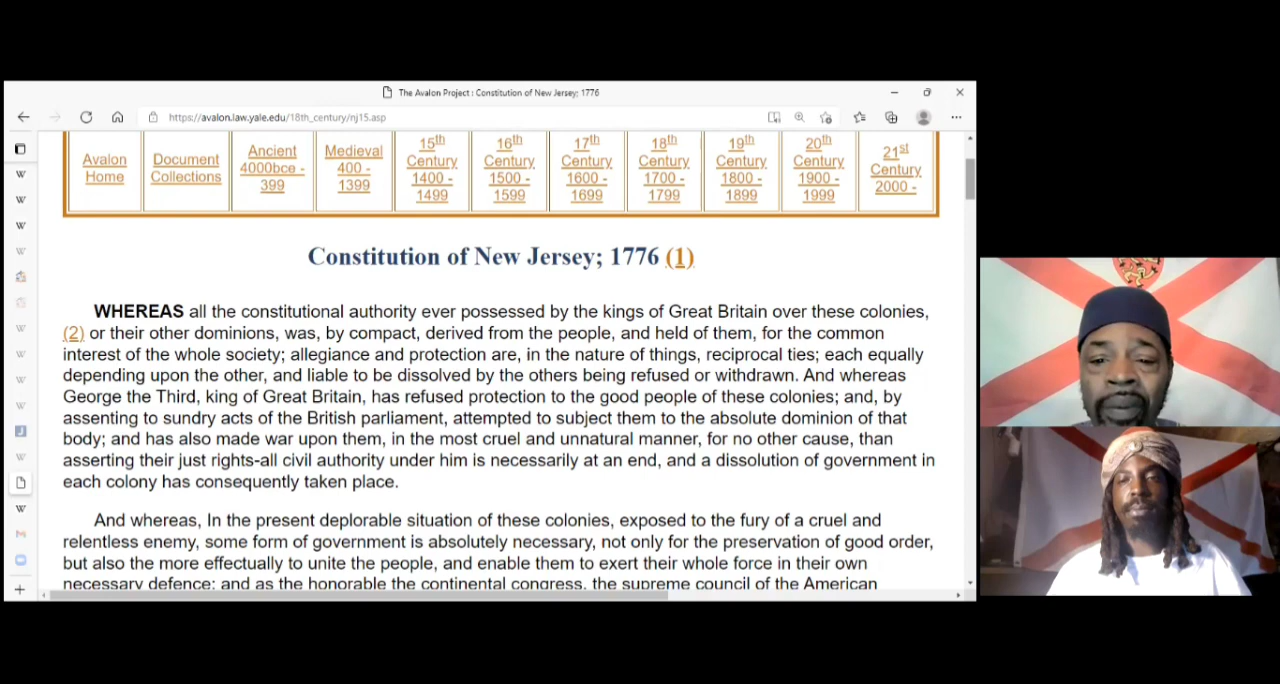 The Avalon Project : Constitution of New Jersey; 1776
https://avalon.law.yale.edu/18th_century/nj15.asp
Avalon Home
Document Collections
Ancient 4000bce - 399
Medieval 400 - 1399
15th Century 1400 - 1499
16th Century 1500 - 1599
17th Century 1600 - 1699
18th Century 1700 - 1799
19th Century 1800 - 1899
20th Century 1900 - 1999
21st Century 2000 -
Constitution of New Jersey; 1776 (1)
WHEREAS all the constitutional authority ever possessed by the kings of Great Britain over these colonies,
(2) or their other dominions, was, by compact, derived from the people, and held of them, for the common
interest of the whole society; allegiance and protection are, in the nature of things, reciprocal ties; each equally
depending upon the other, and liable to be dissolved by the others being refused or withdrawn. And whereas
George the Third, king of Great Britain, has refused protection to the good people of these colonies; and, by
assenting to sundry acts of the British parliament, attempted to subject them to the absolute dominion of that
body; and has also made war upon them, in the most cruel and unnatural manner, for no other cause, than
asserting their just rights-all civil authority under him is necessarily at an end, and a dissolution of government in
each colony has consequently taken place.
And whereas, In the present deplorable situation of these colonies, exposed to the fury of a cruel and
relentless enemy, some form of government is absolutely necessary, not only for the preservation of good order,
but also the more effectually to unite the people, and enable them to exert their whole force in their own
necessary defence; and as the honorable the continental congress, the supreme council of the American